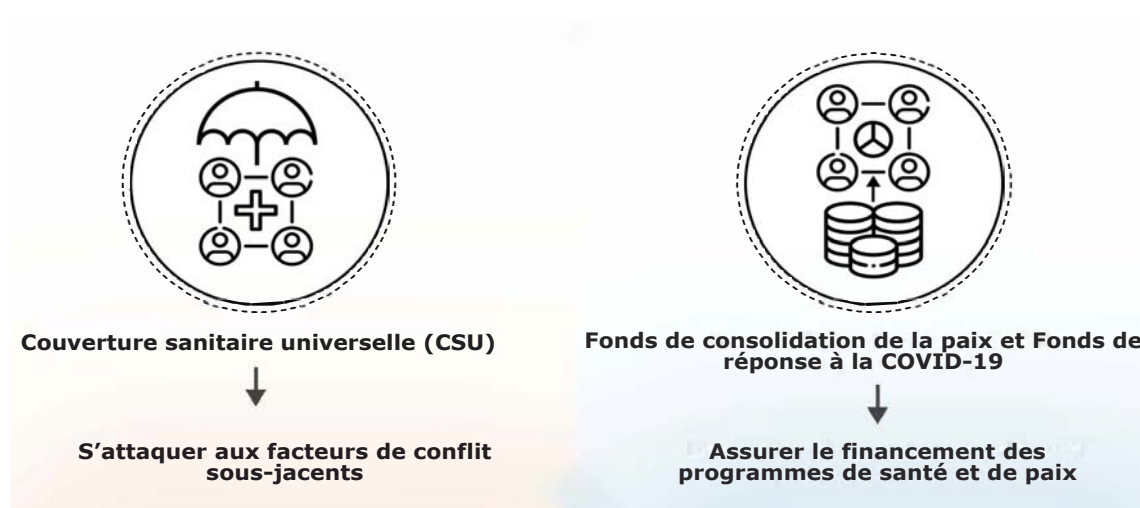 Couverture sanitaire universelle (CSU)
S’attaquer aux facteurs de conflit
sous-jacents
Fonds de consolidation de la paix et Fonds de
réponse à la COVID-19
Assurer le financement des
programmes de santé et de paix